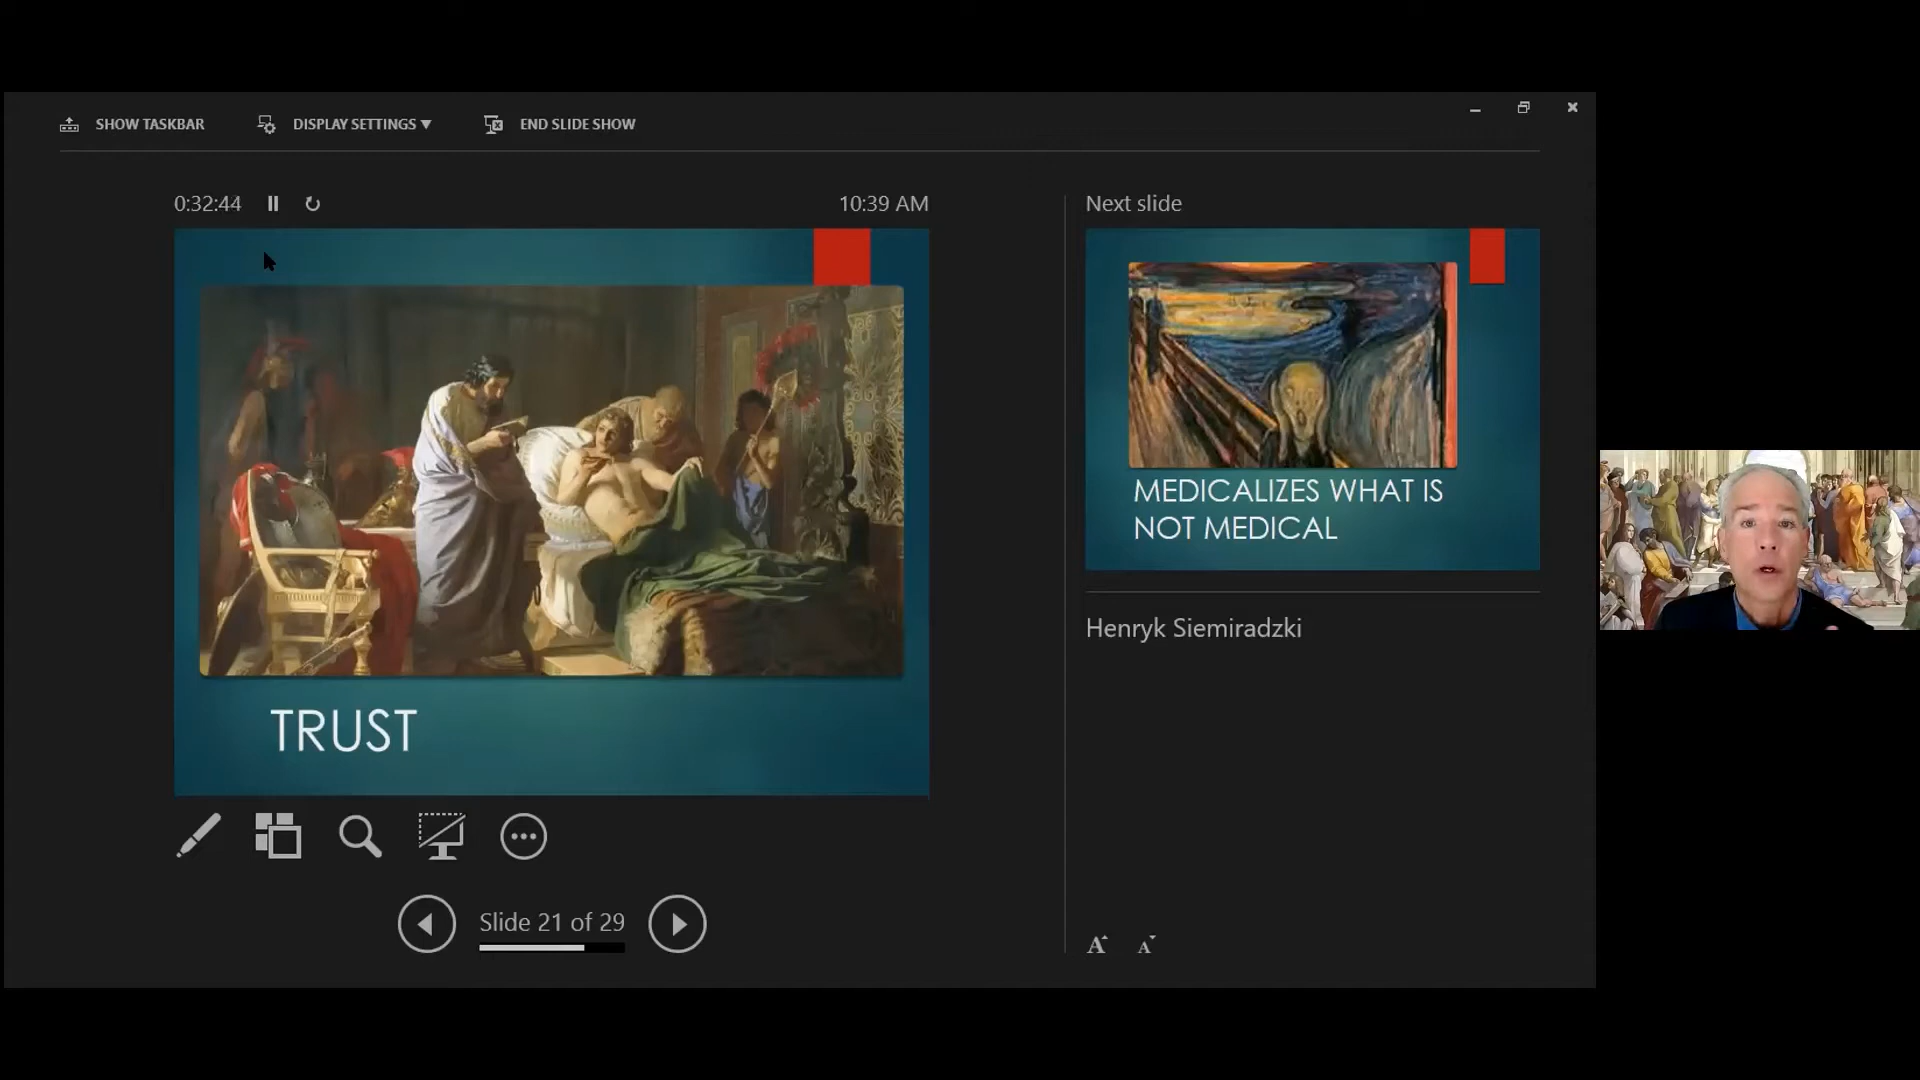 SHOW TASKBAR
DISPLAY SETTINGS ▼
END SLIDE SHOW
0:32:44
10:39 AM
TRUST
Slide 21 of 29
Next slide
MEDICALIZES WHAT IS
NOT MEDICAL
Henryk Siemiradzki
A A